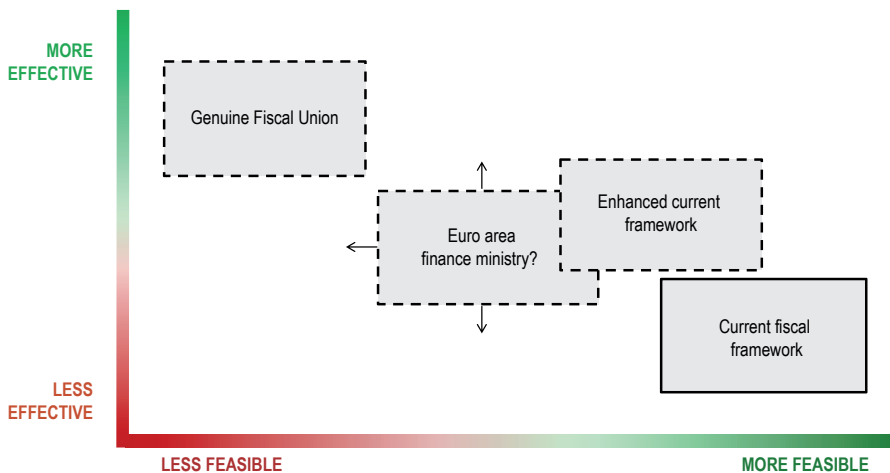 MORE
EFFECTIVE
Genuine Fiscal Union
Enhanced current
framework
Euro area
finance ministry?
Current fiscal
framework
LESS
EFFECTIVE
LESS FEASIBLE
MORE FEASIBLE